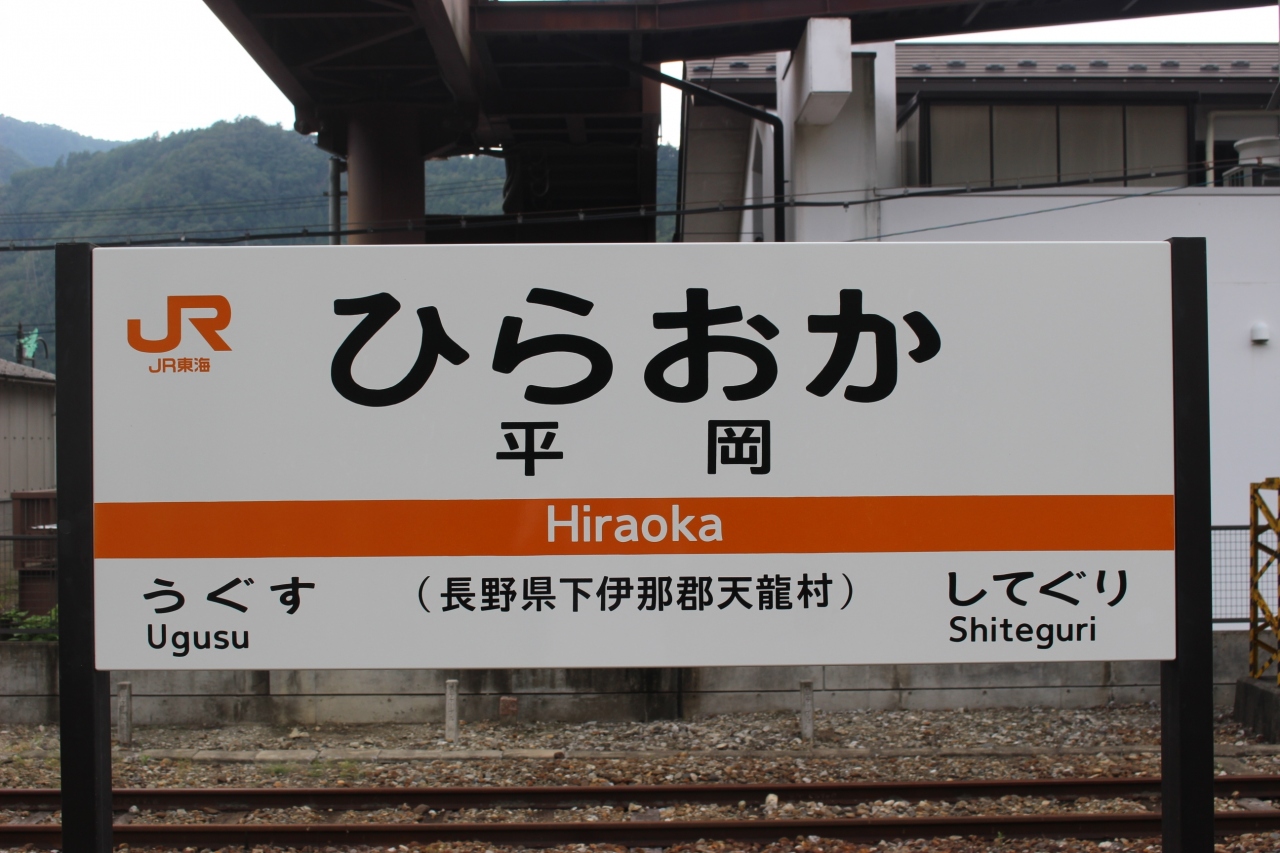 JR
JR東海
ひらおか
平岡
Hiraoka
うぐす
Ugusu
（長野県下伊那郡天龍村）
してぐり
Shiteguri